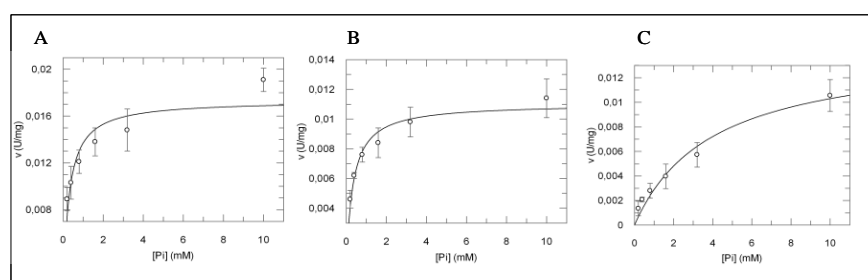 A
B
C
0,02
0,016
0,012
0,008
v (U/mg)
0 2 4 6 8 10
[Pi] (mM)
0,014
0,012
0,01
0,008
0,006
0,004
v (U/mg)
0 2 4 6 8 10
[Pi] (mM)
0,012
0,01
0,008
0,006
0,004
0,002
0
v (U/mg)
0 2 4 6 8 10
[Pi] (mM)